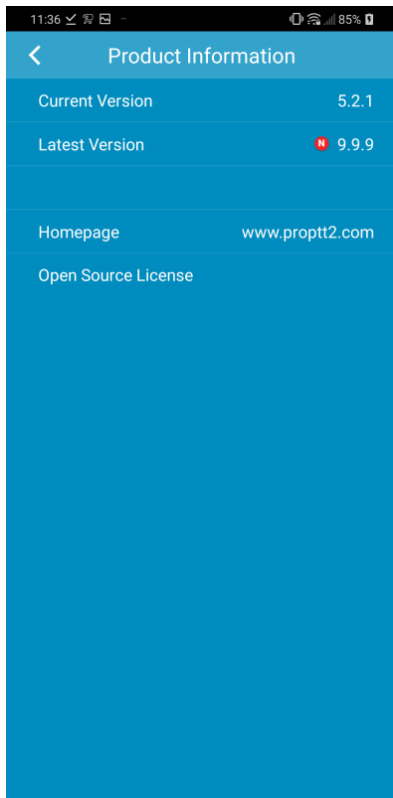 11:36 85%
Product Information
Current Version 5.2.1
Latest Version N 9.9.9
Homepage www.proptt2.com
Open Source License